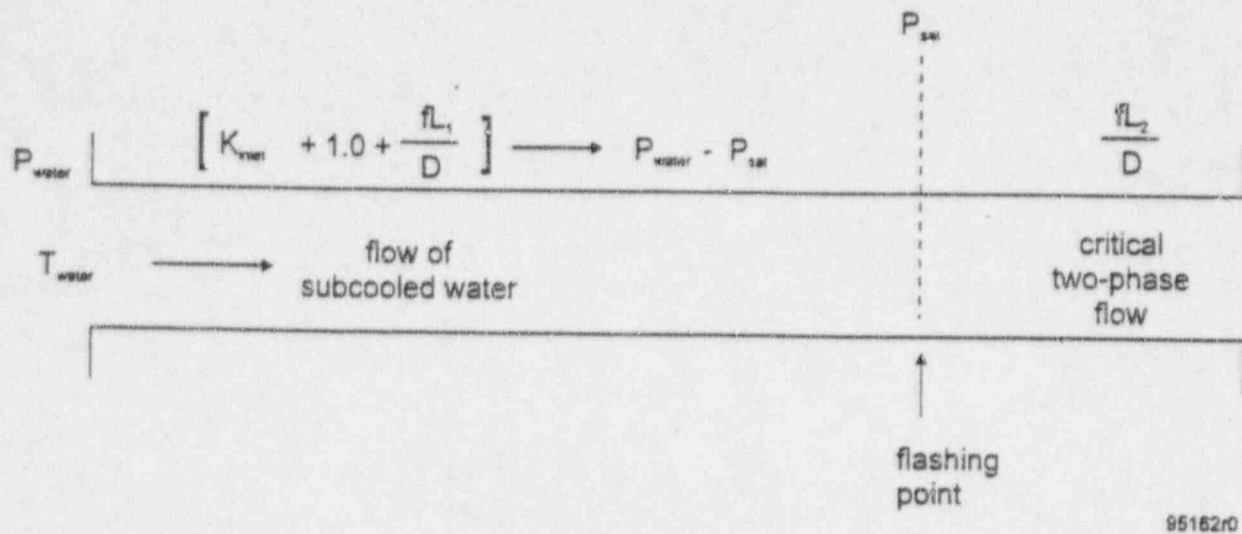 P_sat
[ K_inlet + 1.0 + fL_1 / D ] → P_water - P_sat
fL_2 / D
P_water
T_water → flow of subcooled water
critical
two-phase
flow
flashing
point
95162r0